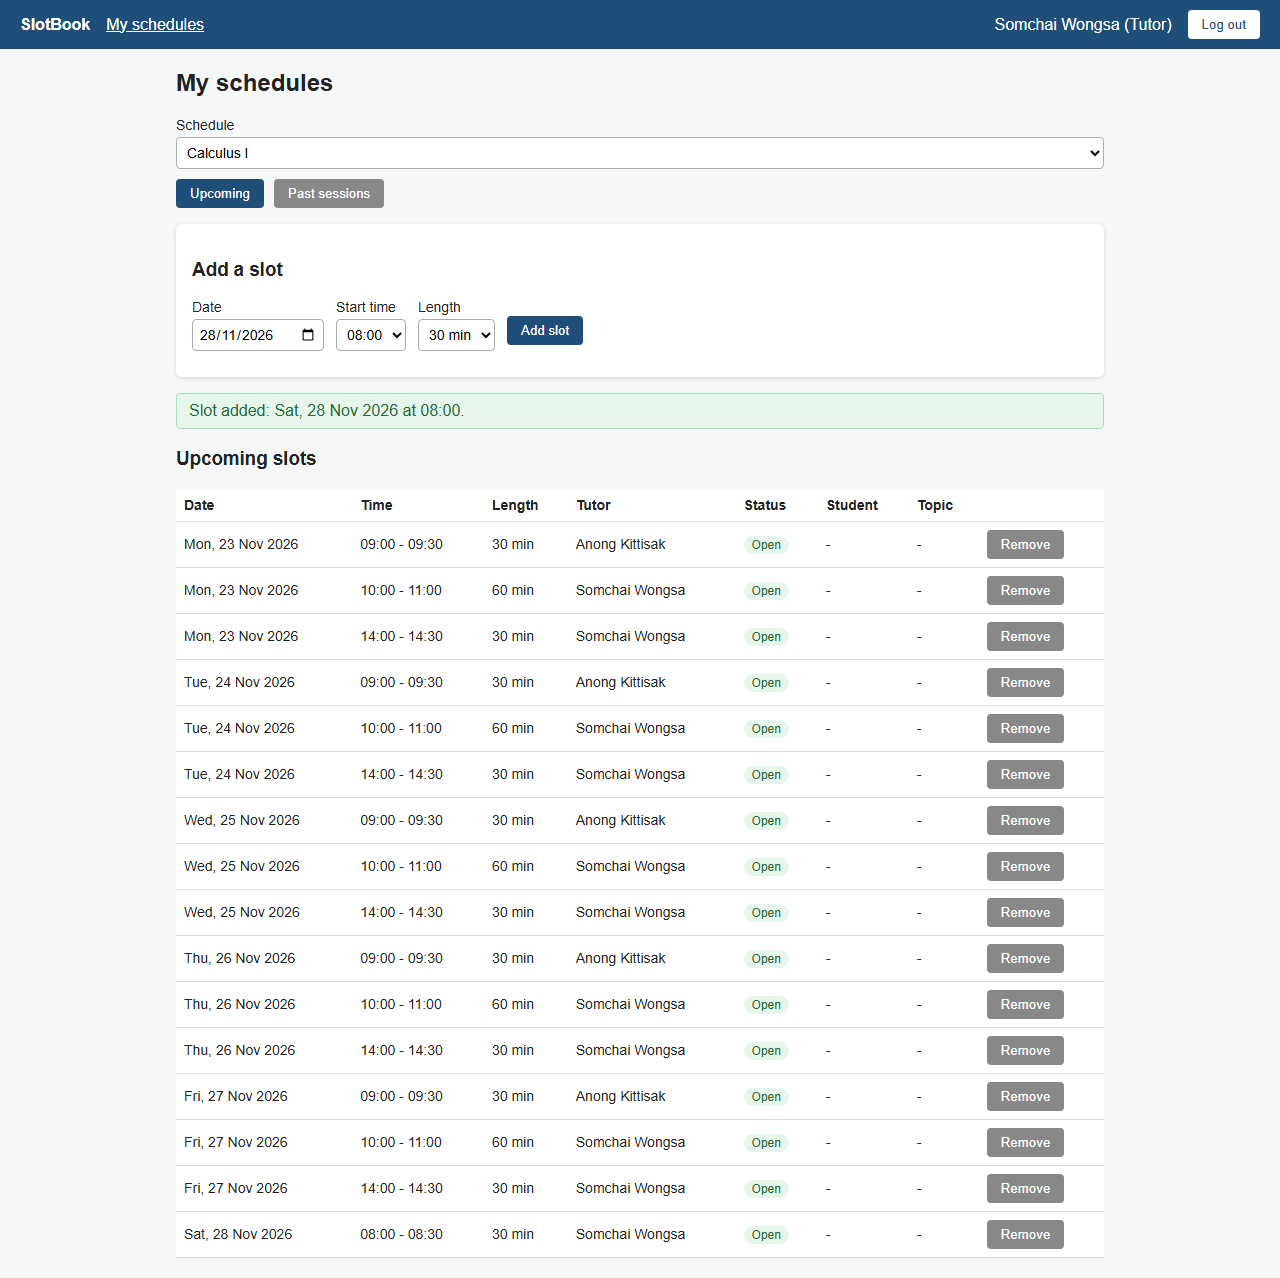 SlotBook My schedules Somchai Wongsa (Tutor) Log out
My schedules
Schedule
Calculus I
Upcoming Past sessions
Add a slot
Date Start time Length
28/11/2026 08:00 30 min Add slot
Slot added: Sat, 28 Nov 2026 at 08:00.
Upcoming slots
Date Time Length Tutor Status Student Topic
Mon, 23 Nov 2026 09:00 - 09:30 30 min Anong Kittisak Open - - Remove
Mon, 23 Nov 2026 10:00 - 11:00 60 min Somchai Wongsa Open - - Remove
Mon, 23 Nov 2026 14:00 - 14:30 30 min Somchai Wongsa Open - - Remove
Tue, 24 Nov 2026 09:00 - 09:30 30 min Anong Kittisak Open - - Remove
Tue, 24 Nov 2026 10:00 - 11:00 60 min Somchai Wongsa Open - - Remove
Tue, 24 Nov 2026 14:00 - 14:30 30 min Somchai Wongsa Open - - Remove
Wed, 25 Nov 2026 09:00 - 09:30 30 min Anong Kittisak Open - - Remove
Wed, 25 Nov 2026 10:00 - 11:00 60 min Somchai Wongsa Open - - Remove
Wed, 25 Nov 2026 14:00 - 14:30 30 min Somchai Wongsa Open - - Remove
Thu, 26 Nov 2026 09:00 - 09:30 30 min Anong Kittisak Open - - Remove
Thu, 26 Nov 2026 10:00 - 11:00 60 min Somchai Wongsa Open - - Remove
Thu, 26 Nov 2026 14:00 - 14:30 30 min Somchai Wongsa Open - - Remove
Fri, 27 Nov 2026 09:00 - 09:30 30 min Anong Kittisak Open - - Remove
Fri, 27 Nov 2026 10:00 - 11:00 60 min Somchai Wongsa Open - - Remove
Fri, 27 Nov 2026 14:00 - 14:30 30 min Somchai Wongsa Open - - Remove
Sat, 28 Nov 2026 08:00 - 08:30 30 min Somchai Wongsa Open - - Remove